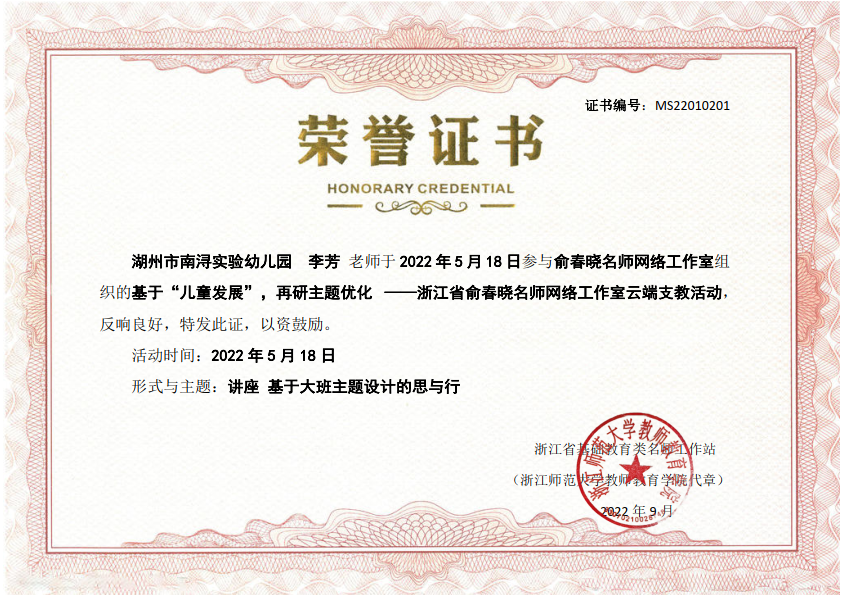 证书编号：MS22010201
荣誉证书
HONORARY CREDENTIAL
湖州市南浔实验幼儿园 李芳 老师于 2022 年 5 月 18 日参与俞春晓名师网络工作室组
织的基于“儿童发展”，再研主题优化 ——浙江省俞春晓名师网络工作室云端支教活动，
反响良好，特发此证，以资鼓励。
活动时间：2022 年 5 月 18 日
形式与主题：讲座 基于大班主题设计的思与行
浙江师范大学教师教育学院
浙江省基础教育类名师工作站
（浙江师范大学教师教育学院代章）
2022 年 9 月